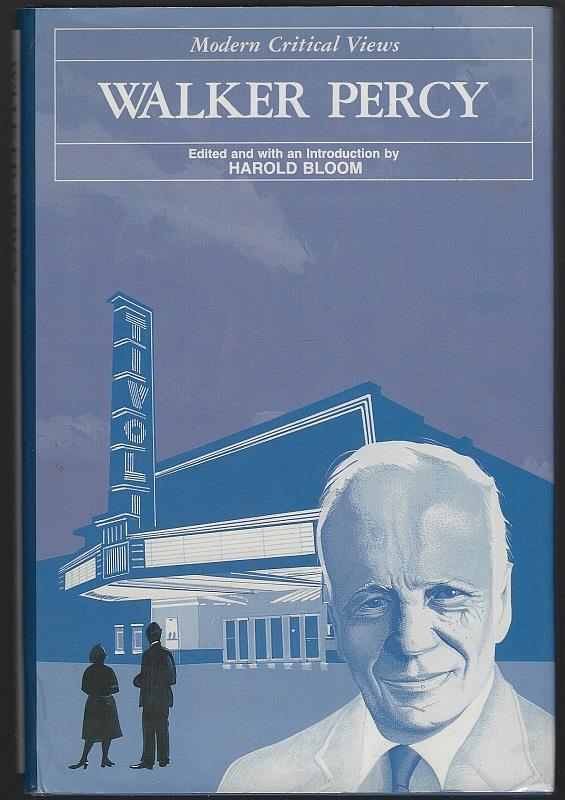 Modern Critical Views
WALKER PERCY
Edited and with an Introduction by
HAROLD BLOOM
TIVOLI